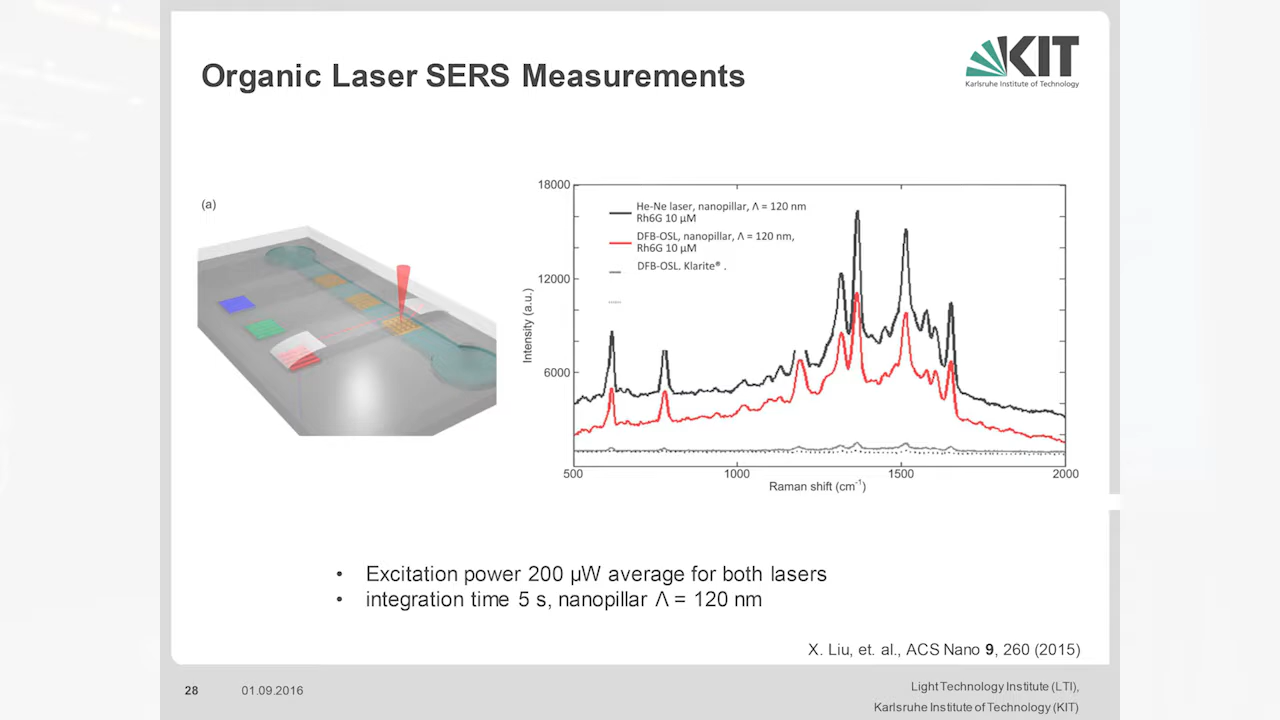 Organic Laser SERS Measurements
KIT
Karlsruhe Institute of Technology
(a)
18000
12000
6000
Intensity (a.u.)
He-Ne laser, nanopillar, Λ = 120 nm
Rh6G 10 µM
DFB-OSL, nanopillar, Λ = 120 nm,
Rh6G 10 µM
DFB-OSL. Klarite® .
500 1000 1500 2000
Raman shift (cm-1)
• Excitation power 200 µW average for both lasers
• integration time 5 s, nanopillar Λ = 120 nm
X. Liu, et. al., ACS Nano 9, 260 (2015)
28 01.09.2016
Light Technology Institute (LTI),
Karlsruhe Institute of Technology (KIT)